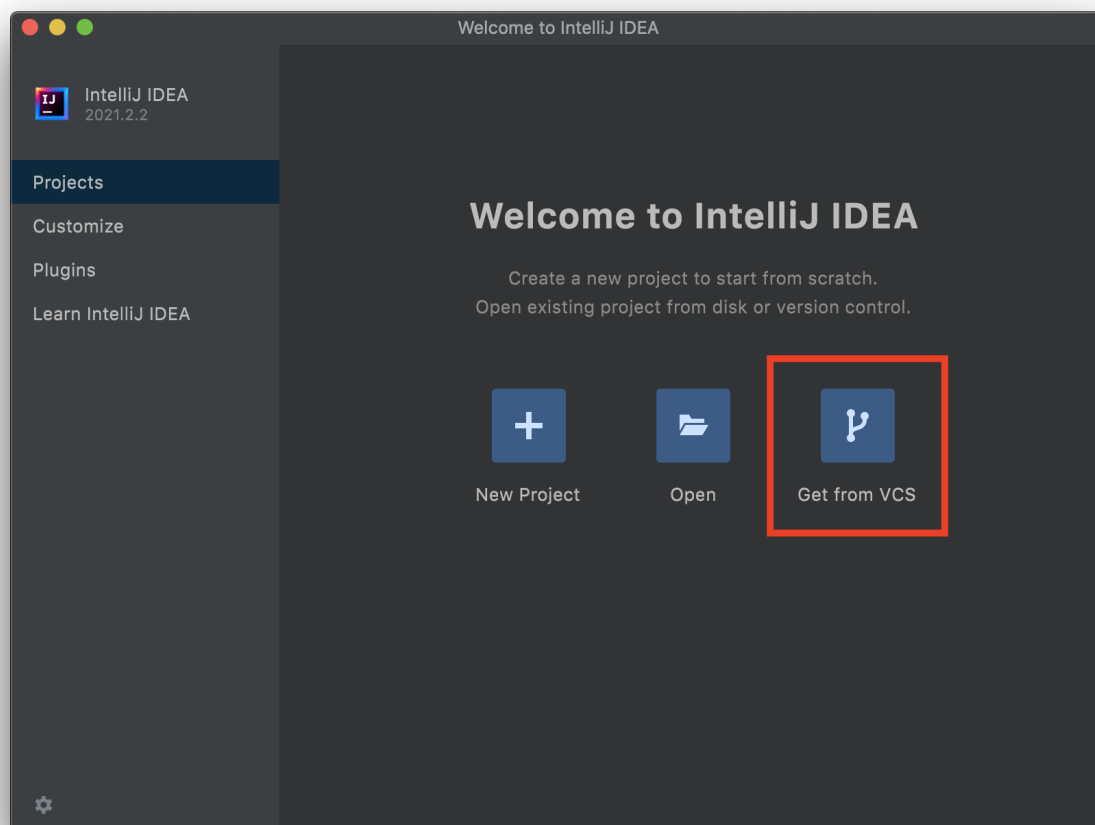 Welcome to IntelliJ IDEA
IJ
IntelliJ IDEA
2021.2.2
Projects
Customize
Plugins
Learn IntelliJ IDEA
Welcome to IntelliJ IDEA
Create a new project to start from scratch.
Open existing project from disk or version control.
New Project
Open
Get from VCS